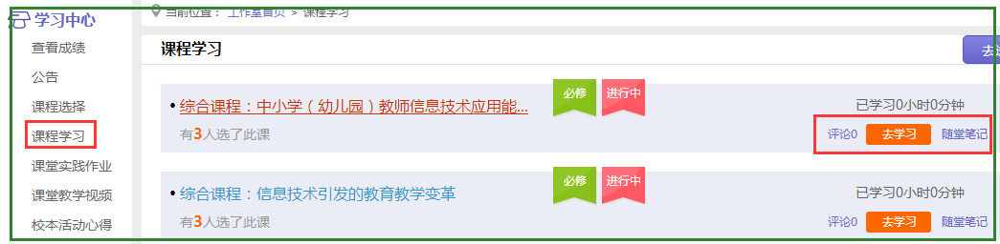 学习中心
查看成绩
公告
课程选择
课程学习
课堂实践作业
课堂教学视频
校本活动心得
当前位置： 工作室首页 > 课程学习
课程学习
• 综合课程：中小学（幼儿园）教师信息技术应用能...
必修
进行中
已学习0小时0分钟
有3人选了此课
评论0 去学习 随堂笔记
• 综合课程：信息技术引发的教育教学变革
必修
进行中
已学习0小时0分钟
有3人选了此课
评论0 去学习 随堂笔记